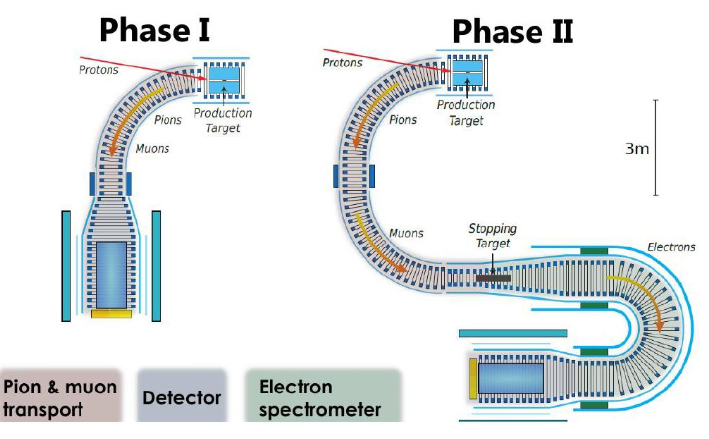 Phase I
Phase II
Protons
Pions
Production
Target
Muons
Protons
Pions
Production
Target
3m
Muons
Stopping
Target
Electrons
Pion & muon
transport
Detector
Electron
spectrometer